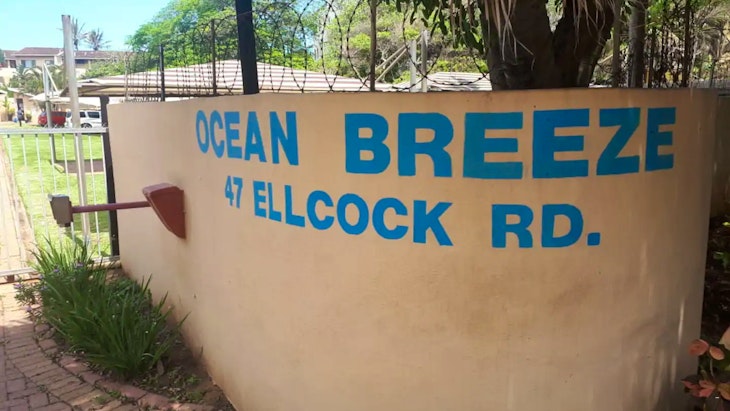 OCEAN BREEZE
47 ELLCOCK RD.